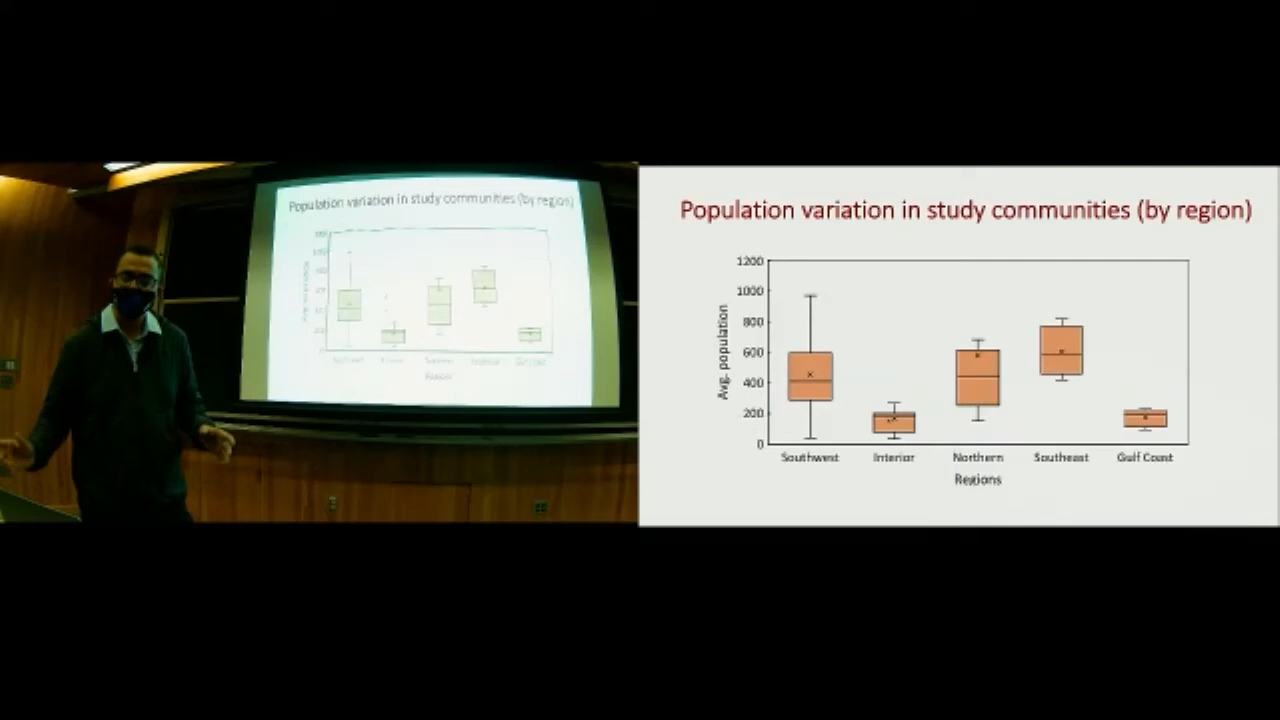 Population variation in study communities (by region)
Population variation in study communities (by region)
1200
1000
800
600
400
200
0
Avg. population
Southwest Interior Northern Southeast Gulf Coast
Regions